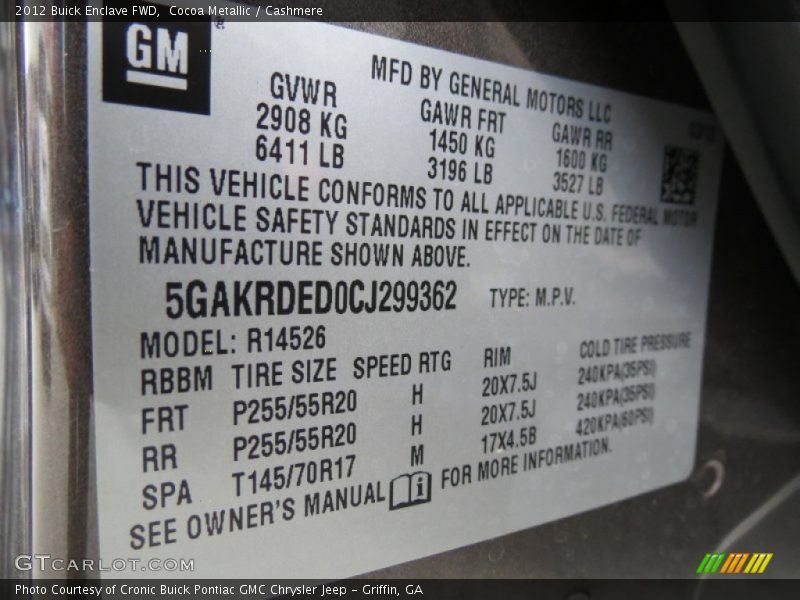 2012 Buick Enclave FWD, Cocoa Metallic / Cashmere
GM
MFD BY GENERAL MOTORS LLC
GVWR GAWR FRT GAWR RR
2908 KG 1450 KG 1600 KG
6411 LB 3196 LB 3527 LB
THIS VEHICLE CONFORMS TO ALL APPLICABLE U.S. FEDERAL MOTOR
VEHICLE SAFETY STANDARDS IN EFFECT ON THE DATE OF
MANUFACTURE SHOWN ABOVE.
5GAKRDED0CJ299362 TYPE: M.P.V.
MODEL: R14526
RBBM TIRE SIZE SPEED RTG RIM COLD TIRE PRESSURE
FRT P255/55R20 H 20X7.5J 240KPA(35PSI)
RR P255/55R20 H 20X7.5J 240KPA(35PSI)
SPA T145/70R17 M 17X4.5B 420KPA(60PSI)
SEE OWNER'S MANUAL i FOR MORE INFORMATION.
GTCARLOT.COM
Photo Courtesy of Cronic Buick Pontiac GMC Chrysler Jeep - Griffin, GA